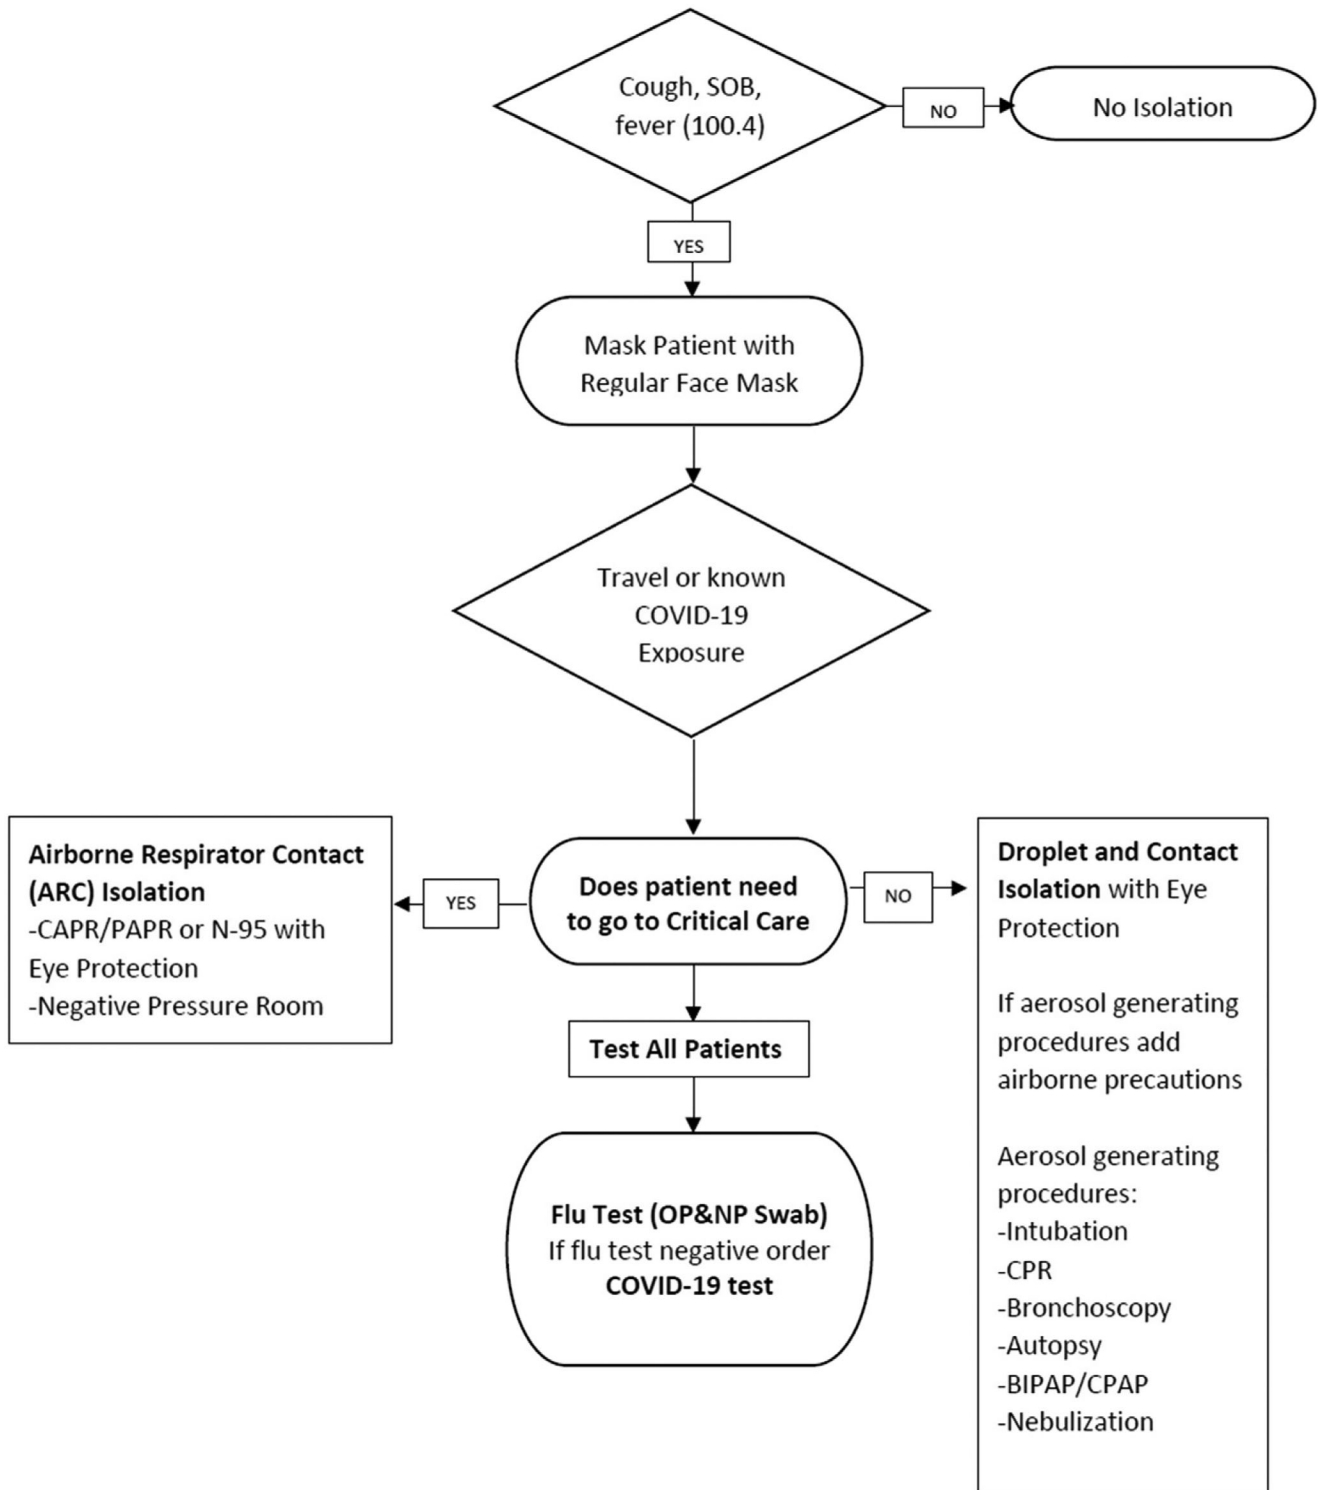 Cough, SOB,
fever (100.4)
NO
No Isolation
YES
Mask Patient with
Regular Face Mask
Travel or known
COVID-19
Exposure
Airborne Respirator Contact
(ARC) Isolation
-CAPR/PAPR or N-95 with
Eye Protection
-Negative Pressure Room
YES
Does patient need
to go to Critical Care
NO
Droplet and Contact
Isolation with Eye
Protection
If aerosol generating
procedures add
airborne precautions
Aerosol generating
procedures:
-Intubation
-CPR
-Bronchoscopy
-Autopsy
-BIPAP/CPAP
-Nebulization
Test All Patients
Flu Test (OP&NP Swab)
If flu test negative order
COVID-19 test